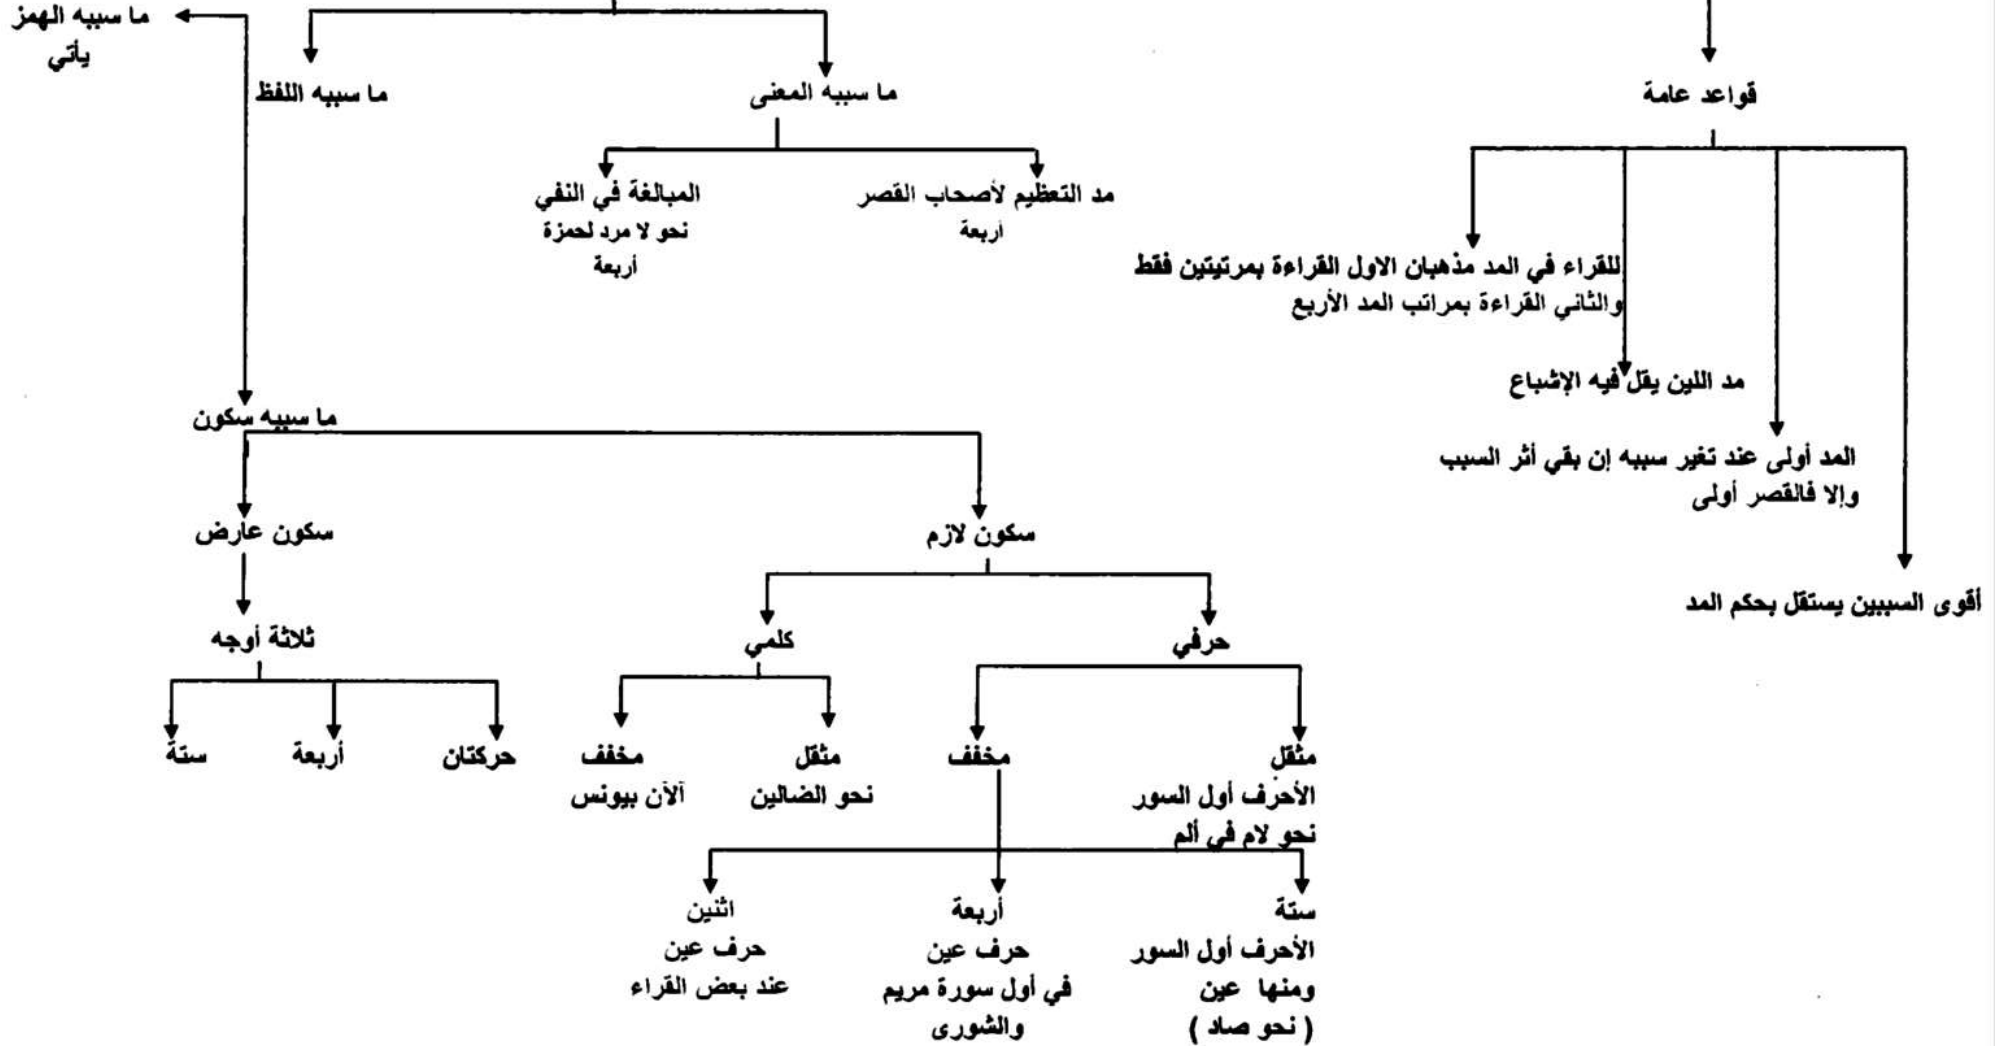 قواعد عامة
للقراء في المد مذهبان الاول القراءة بمرتبتين فقط
والثاني القراءة بمراتب المد الأربع
مد اللين يقل فيه الإشباع
المد أولى عند تغير سببه إن بقي أثر السبب
وإلا فالقصر أولى
أقوى السببين يستقل بحكم المد
ما سببه المعنى
مد التعظيم لأصحاب القصر
أربعة
المبالغة في النفي
نحو لا مرد لحمزة
أربعة
ما سببه اللفظ
ما سببه الهمز
يأتي
ما سببه سكون
سكون لازم
حرفي
مثقل
الأحرف أول السور
نحو لام في ألم
مخفف
ستة
الأحرف أول السور
ومنها عين
( نحو صاد )
أربعة
حرف عين
في أول سورة مريم
والشورى
اثنين
حرف عين
عند بعض القراء
كلمي
مثقل
نحو الضالين
مخفف
آلآن بيونس
سكون عارض
ثلاثة أوجه
حركتان
أربعة
ستة